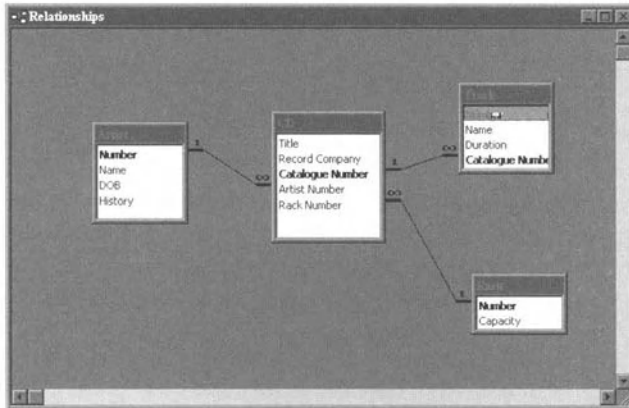 Relationships
Artist
Number
Name
DOB
History
1
∞
CD
Title
Record Company
Catalogue Number
Artist Number
Rack Number
1
∞
∞
1
Track
Name
Duration
Catalogue Numbe
Rack
Number
Capacity